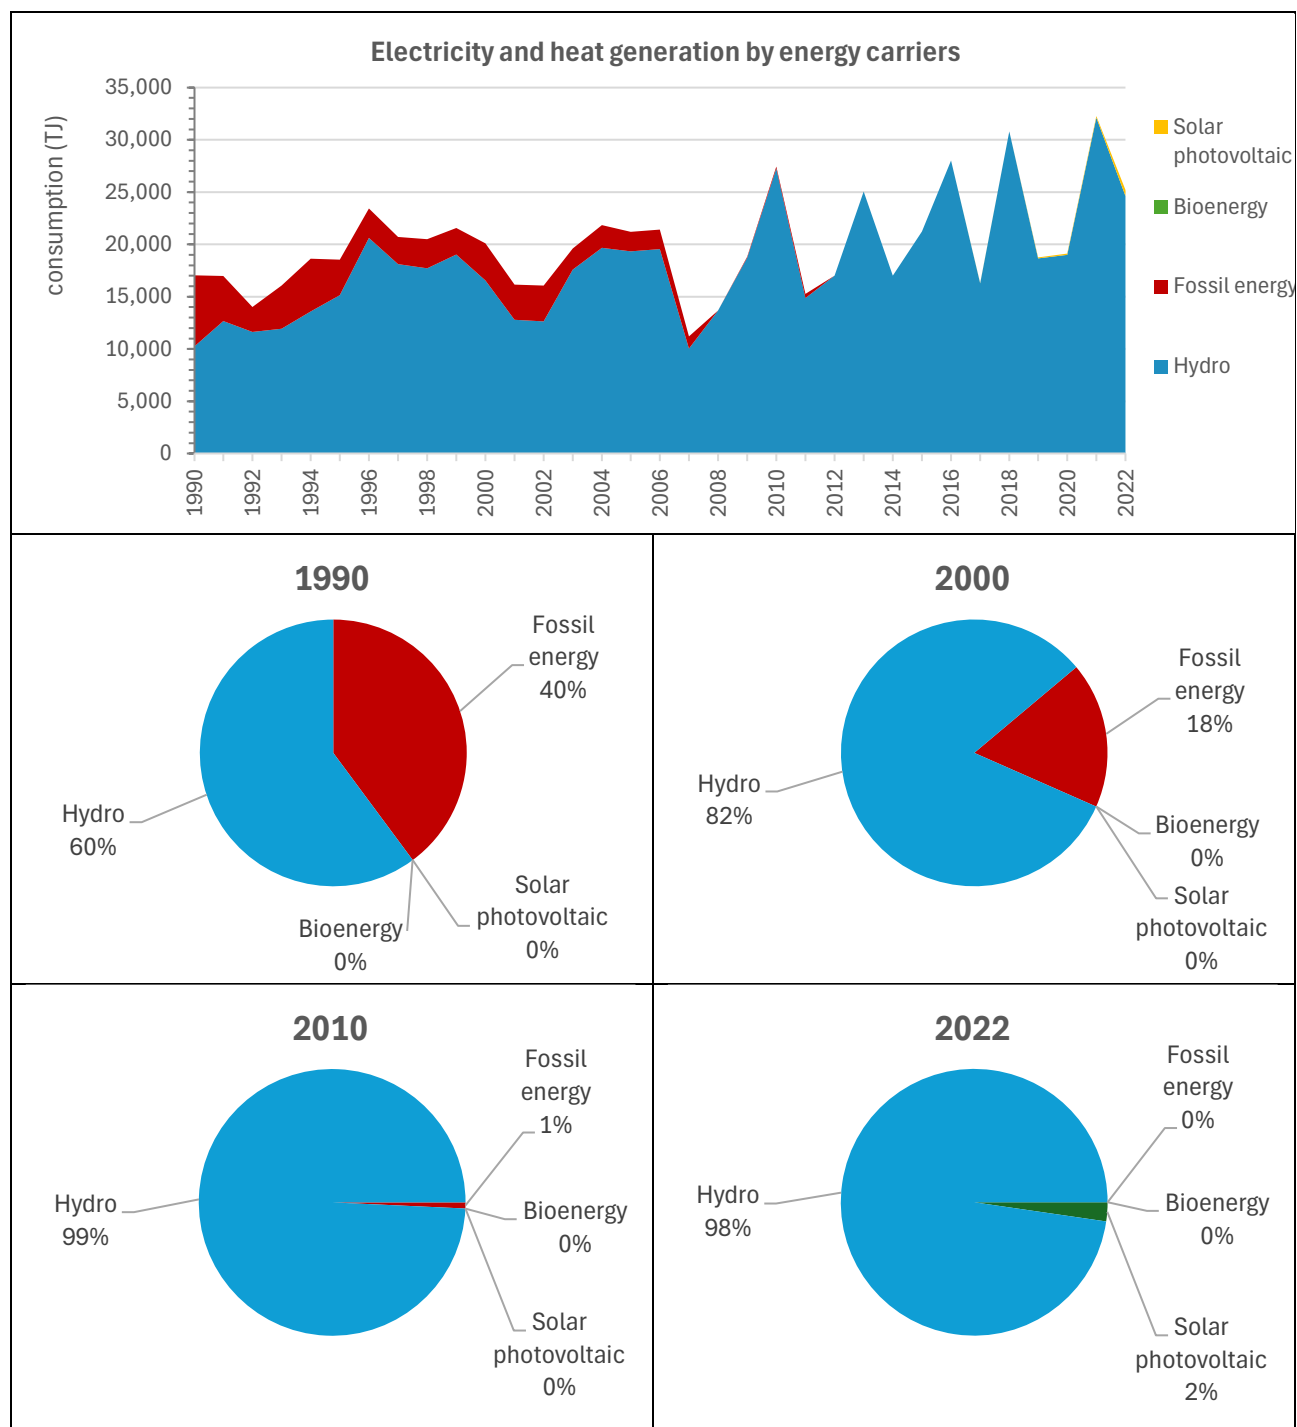 Electricity and heat generation by energy carriers
consumption (TJ)
35,000
30,000
25,000
20,000
15,000
10,000
5,000
0
1990
1992
1994
1996
1998
2000
2002
2004
2006
2008
2010
2012
2014
2016
2018
2020
2022
Solar
photovoltaic
Bioenergy
Fossil energy
Hydro
1990
Fossil
energy
40%
Hydro
60%
Solar
photovoltaic
0%
Bioenergy
0%
2000
Fossil
energy
18%
Hydro
82%
Bioenergy
0%
Solar
photovoltaic
0%
2010
Fossil
energy
1%
Hydro
99%
Bioenergy
0%
Solar
photovoltaic
0%
2022
Fossil
energy
0%
Hydro
98%
Bioenergy
0%
Solar
photovoltaic
2%